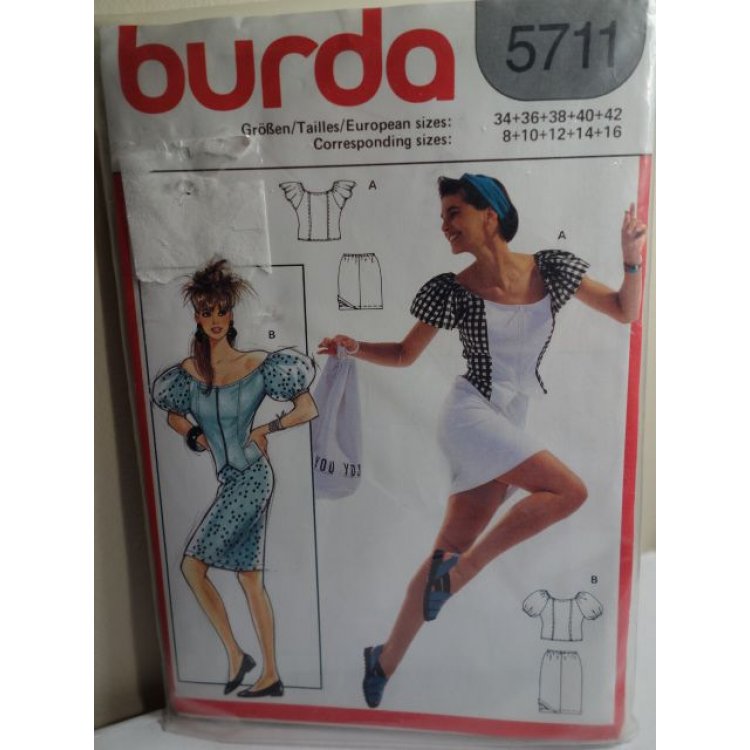 burda
5711
Größen/Tailles/European sizes: 34+36+38+40+42
Corresponding sizes: 8+10+12+14+16
A
A
B
B